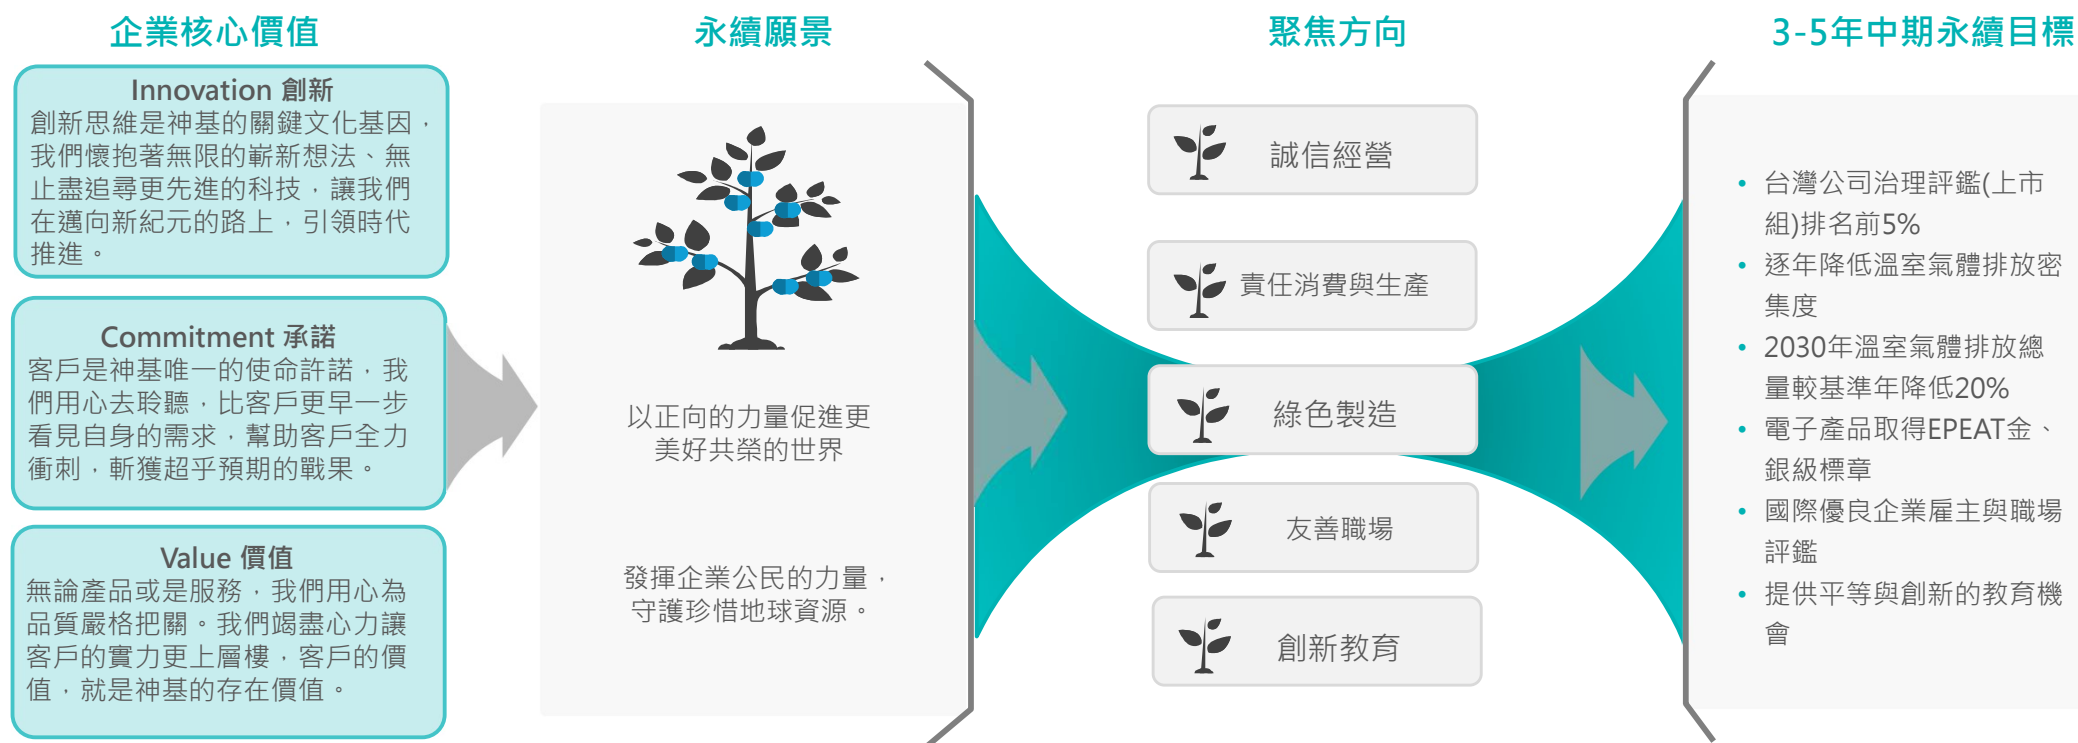 企業核心價值
Innovation 創新
創新思維是神基的關鍵文化基因，
我們懷抱著無限的嶄新想法、無
止盡追尋更先進的科技，讓我們
在邁向新紀元的路上，引領時代
推進。
Commitment 承諾
客戶是神基唯一的使命許諾，我
們用心去聆聽，比客戶更早一步
看見自身的需求，幫助客戶全力
衝刺，斬獲超乎預期的戰果。
Value 價值
無論產品或是服務，我們用心為
品質嚴格把關。我們竭盡心力讓
客戶的實力更上層樓，客戶的價
值，就是神基的存在價值。
永續願景
以正向的力量促進更
美好共榮的世界
發揮企業公民的力量，
守護珍惜地球資源。
聚焦方向
誠信經營
責任消費與生產
綠色製造
友善職場
創新教育
3-5年中期永續目標
• 台灣公司治理評鑑(上市
組)排名前5%
• 逐年降低溫室氣體排放密
集度
• 2030年溫室氣體排放總
量較基準年降低20%
• 電子產品取得EPEAT金、
銀級標章
• 國際優良企業雇主與職場
評鑑
• 提供平等與創新的教育機
會